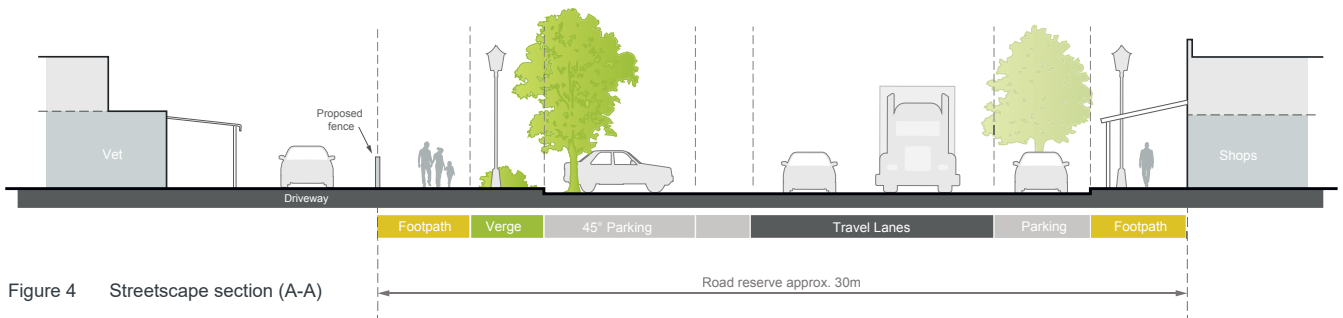 Proposed
fence
Vet
Shops
Driveway
Footpath
Verge
45° Parking
Travel Lanes
Parking
Footpath
Road reserve approx. 30m
Figure 4 Streetscape section (A-A)